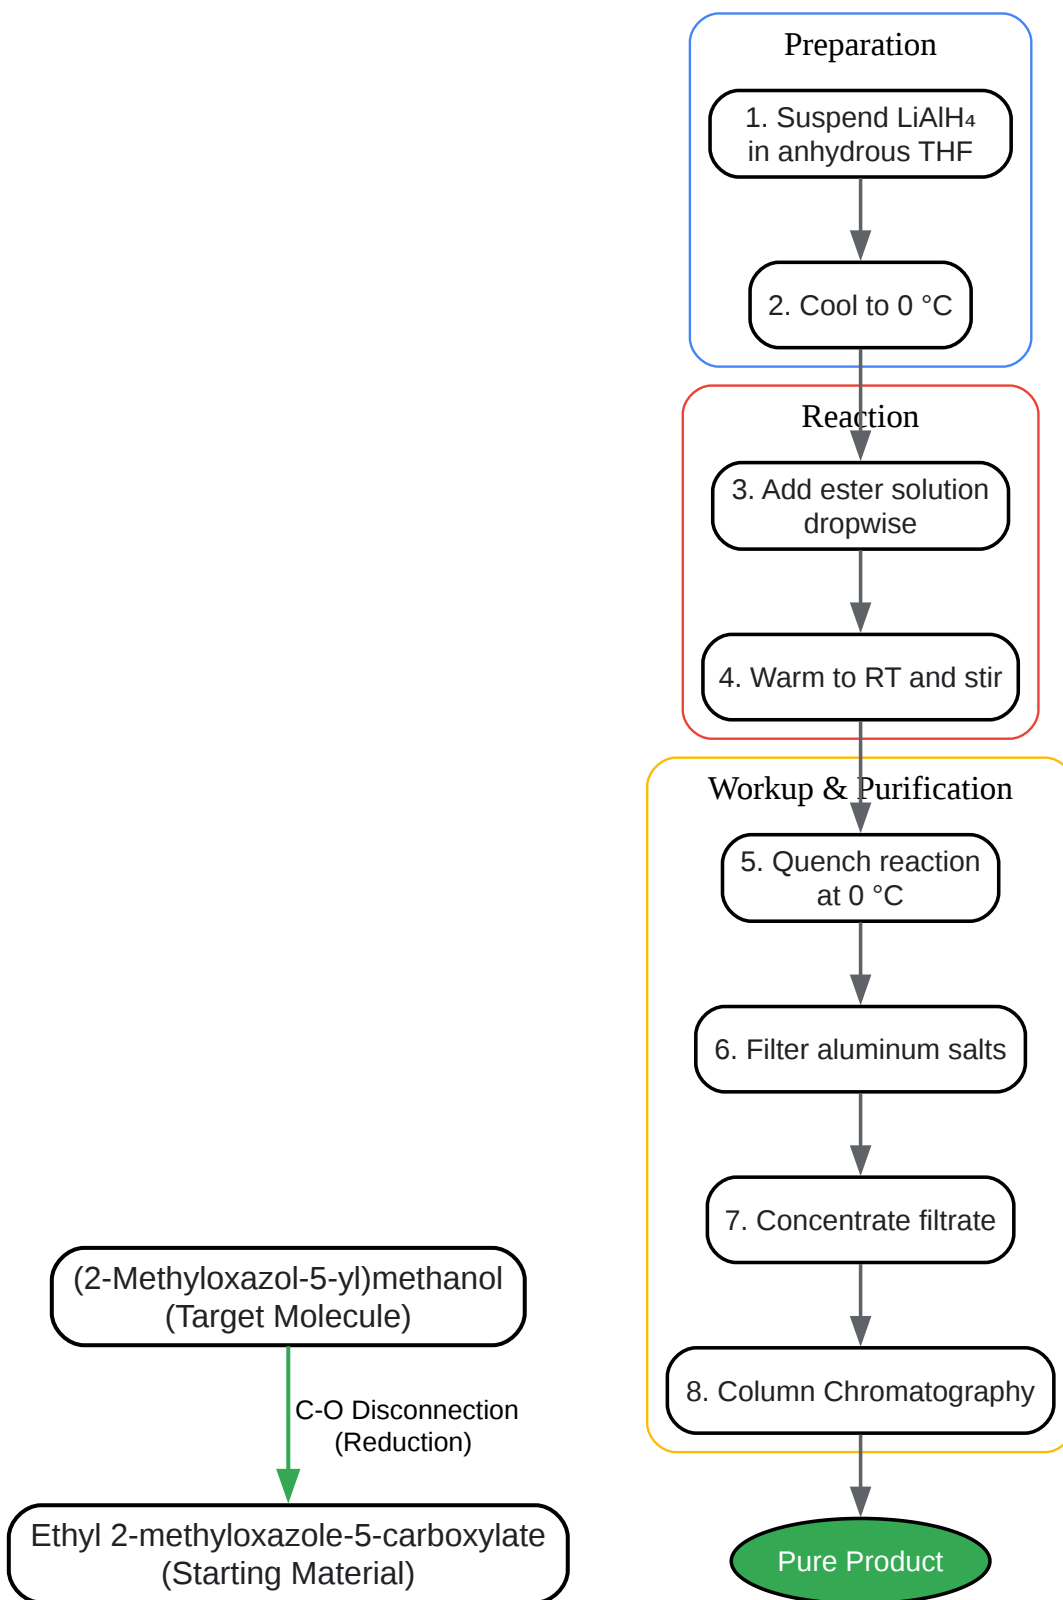 Preparation
1. Suspend LiAlH₄
in anhydrous THF
2. Cool to 0 °C
Reaction
3. Add ester solution
dropwise
4. Warm to RT and stir
Workup & Purification
5. Quench reaction
at 0 °C
6. Filter aluminum salts
7. Concentrate filtrate
8. Column Chromatography
Pure Product
(2-Methyloxazol-5-yl)methanol
(Target Molecule)
C-O Disconnection
(Reduction)
Ethyl 2-methyloxazole-5-carboxylate
(Starting Material)